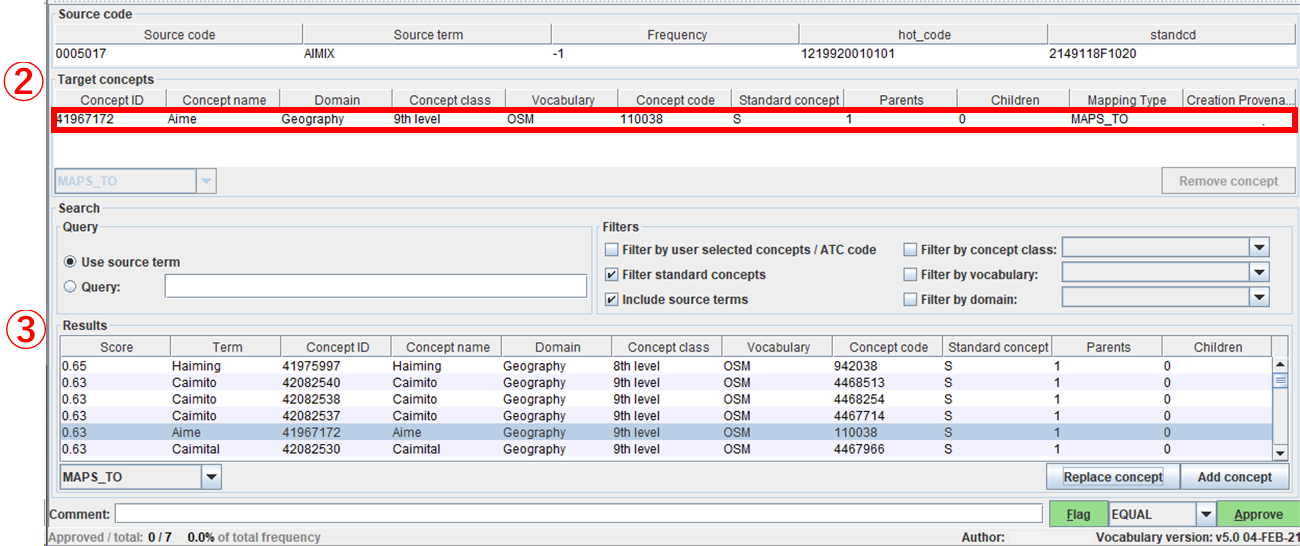 Source code
Source code Source term Frequency hot_code standcd
0005017 AIMIX -1 1219920010101 2149118F1020
② Target concepts
Concept ID Concept name Domain Concept class Vocabulary Concept code Standard concept Parents Children Mapping Type Creation Provena...
41967172 Aime Geography 9th level OSM 110038 S 1 0 MAPS_TO
MAPS_TO Remove concept
Search
Query Filters
Filter by user selected concepts / ATC code Filter by concept class:
Use source term
Filter standard concepts Filter by vocabulary:
Query:
Include source terms Filter by domain:
③ Results
Score Term Concept ID Concept name Domain Concept class Vocabulary Concept code Standard concept Parents Children
0.65 Haiming 41975997 Haiming Geography 8th level OSM 942038 S 1 0
0.63 Caimito 42082540 Caimito Geography 9th level OSM 4468513 S 1 0
0.63 Caimito 42082538 Caimito Geography 9th level OSM 4468254 S 1 0
0.63 Caimito 42082537 Caimito Geography 9th level OSM 4467714 S 1 0
0.63 Aime 41967172 Aime Geography 9th level OSM 110038 S 1 0
0.63 Caimital 42082530 Caimital Geography 9th level OSM 4467966 S 1 0
MAPS_TO Replace concept Add concept
Comment: Flag EQUAL Approve
Approved / total: 0 / 7 0.0% of total frequency Author: Vocabulary version: v5.0 04-FEB-21